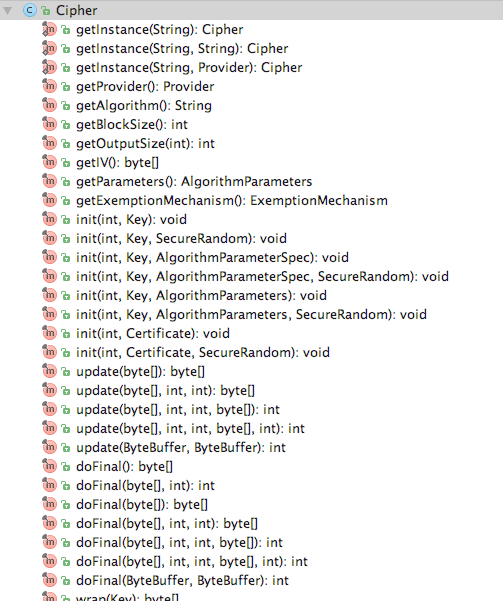 Cipher
getInstance(String): Cipher
getInstance(String, String): Cipher
getInstance(String, Provider): Cipher
getProvider(): Provider
getAlgorithm(): String
getBlockSize(): int
getOutputSize(int): int
getIV(): byte[]
getParameters(): AlgorithmParameters
getExemptionMechanism(): ExemptionMechanism
init(int, Key): void
init(int, Key, SecureRandom): void
init(int, Key, AlgorithmParameterSpec): void
init(int, Key, AlgorithmParameterSpec, SecureRandom): void
init(int, Key, AlgorithmParameters): void
init(int, Key, AlgorithmParameters, SecureRandom): void
init(int, Certificate): void
init(int, Certificate, SecureRandom): void
update(byte[]): byte[]
update(byte[], int, int): byte[]
update(byte[], int, int, byte[]): int
update(byte[], int, int, byte[], int): int
update(ByteBuffer, ByteBuffer): int
doFinal(): byte[]
doFinal(byte[], int): int
doFinal(byte[]): byte[]
doFinal(byte[], int, int): byte[]
doFinal(byte[], int, int, byte[]): int
doFinal(byte[], int, int, byte[], int): int
doFinal(ByteBuffer, ByteBuffer): int
wrap(Key): byte[]